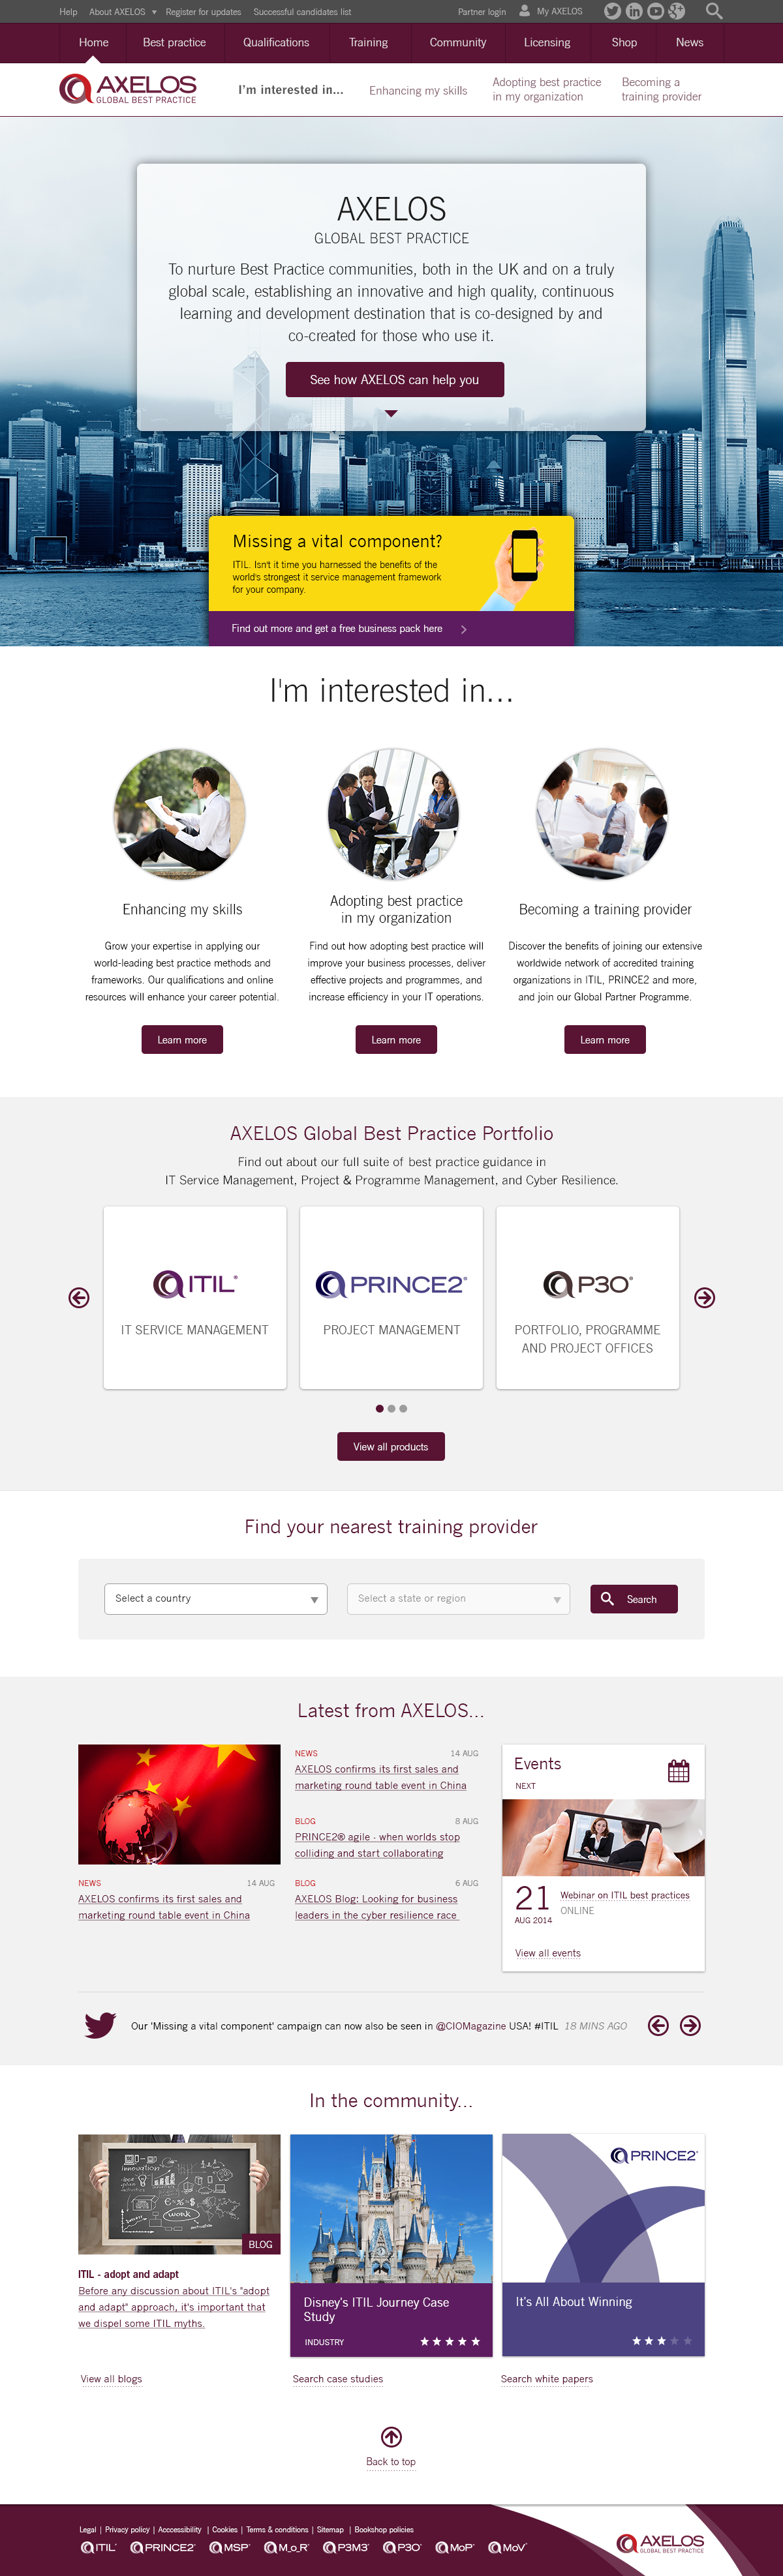 Help About AXELOS Register for updates Successful candidates list Partner login My AXELOS
Home Best practice Qualifications Training Community Licensing Shop News
AXELOS
GLOBAL BEST PRACTICE
I'm interested in...
Enhancing my skills
Adopting best practice
in my organization
Becoming a
training provider
AXELOS
GLOBAL BEST PRACTICE
To nurture Best Practice communities, both in the UK and on a truly
global scale, establishing an innovative and high quality, continuous
learning and development destination that is co-designed by and
co-created for those who use it.
See how AXELOS can help you
Missing a vital component?
ITIL. Isn't it time you harnessed the benefits of the
world's strongest it service management framework
for your company.
Find out more and get a free business pack here
I'm interested in...
Enhancing my skills
Grow your expertise in applying our
world-leading best practice methods and
frameworks. Our qualifications and online
resources will enhance your career potential.
Learn more
Adopting best practice
in my organization
Find out how adopting best practice will
improve your business processes, deliver
effective projects and programmes, and
increase efficiency in your IT operations.
Learn more
Becoming a training provider
Discover the benefits of joining our extensive
worldwide network of accredited training
organizations in ITIL, PRINCE2 and more,
and join our Global Partner Programme.
Learn more
AXELOS Global Best Practice Portfolio
Find out about our full suite of best practice guidance in
IT Service Management, Project & Programme Management, and Cyber Resilience.
ITIL®
IT SERVICE MANAGEMENT
PRINCE2®
PROJECT MANAGEMENT
P3O®
PORTFOLIO, PROGRAMME
AND PROJECT OFFICES
View all products
Find your nearest training provider
Select a country
Select a state or region
Search
Latest from AXELOS...
NEWS 14 AUG
AXELOS confirms its first sales and
marketing round table event in China
NEWS 14 AUG
AXELOS confirms its first sales and
marketing round table event in China
BLOG 8 AUG
PRINCE2® agile - when worlds stop
colliding and start collaborating
BLOG 6 AUG
AXELOS Blog: Looking for business
leaders in the cyber resilience race
Events
NEXT
21
AUG 2014
Webinar on ITIL best practices
ONLINE
View all events
Our 'Missing a vital component' campaign can now also be seen in @CIOMagazine USA! #ITIL 18 MINS AGO
In the community...
innovation
work
BLOG
ITIL - adopt and adapt
Before any discussion about ITIL's "adopt
and adapt" approach, it's important that
we dispel some ITIL myths.
View all blogs
Disney's ITIL Journey Case
Study
INDUSTRY
Search case studies
PRINCE2®
It's All About Winning
Search white papers
Back to top
Legal | Privacy policy | Acccessibility | Cookies | Terms & conditions | Sitemap | Bookshop policies
ITIL® PRINCE2® MSP® M_o_R® P3M3® P3O® MoP® MoV®
AXELOS
GLOBAL BEST PRACTICE